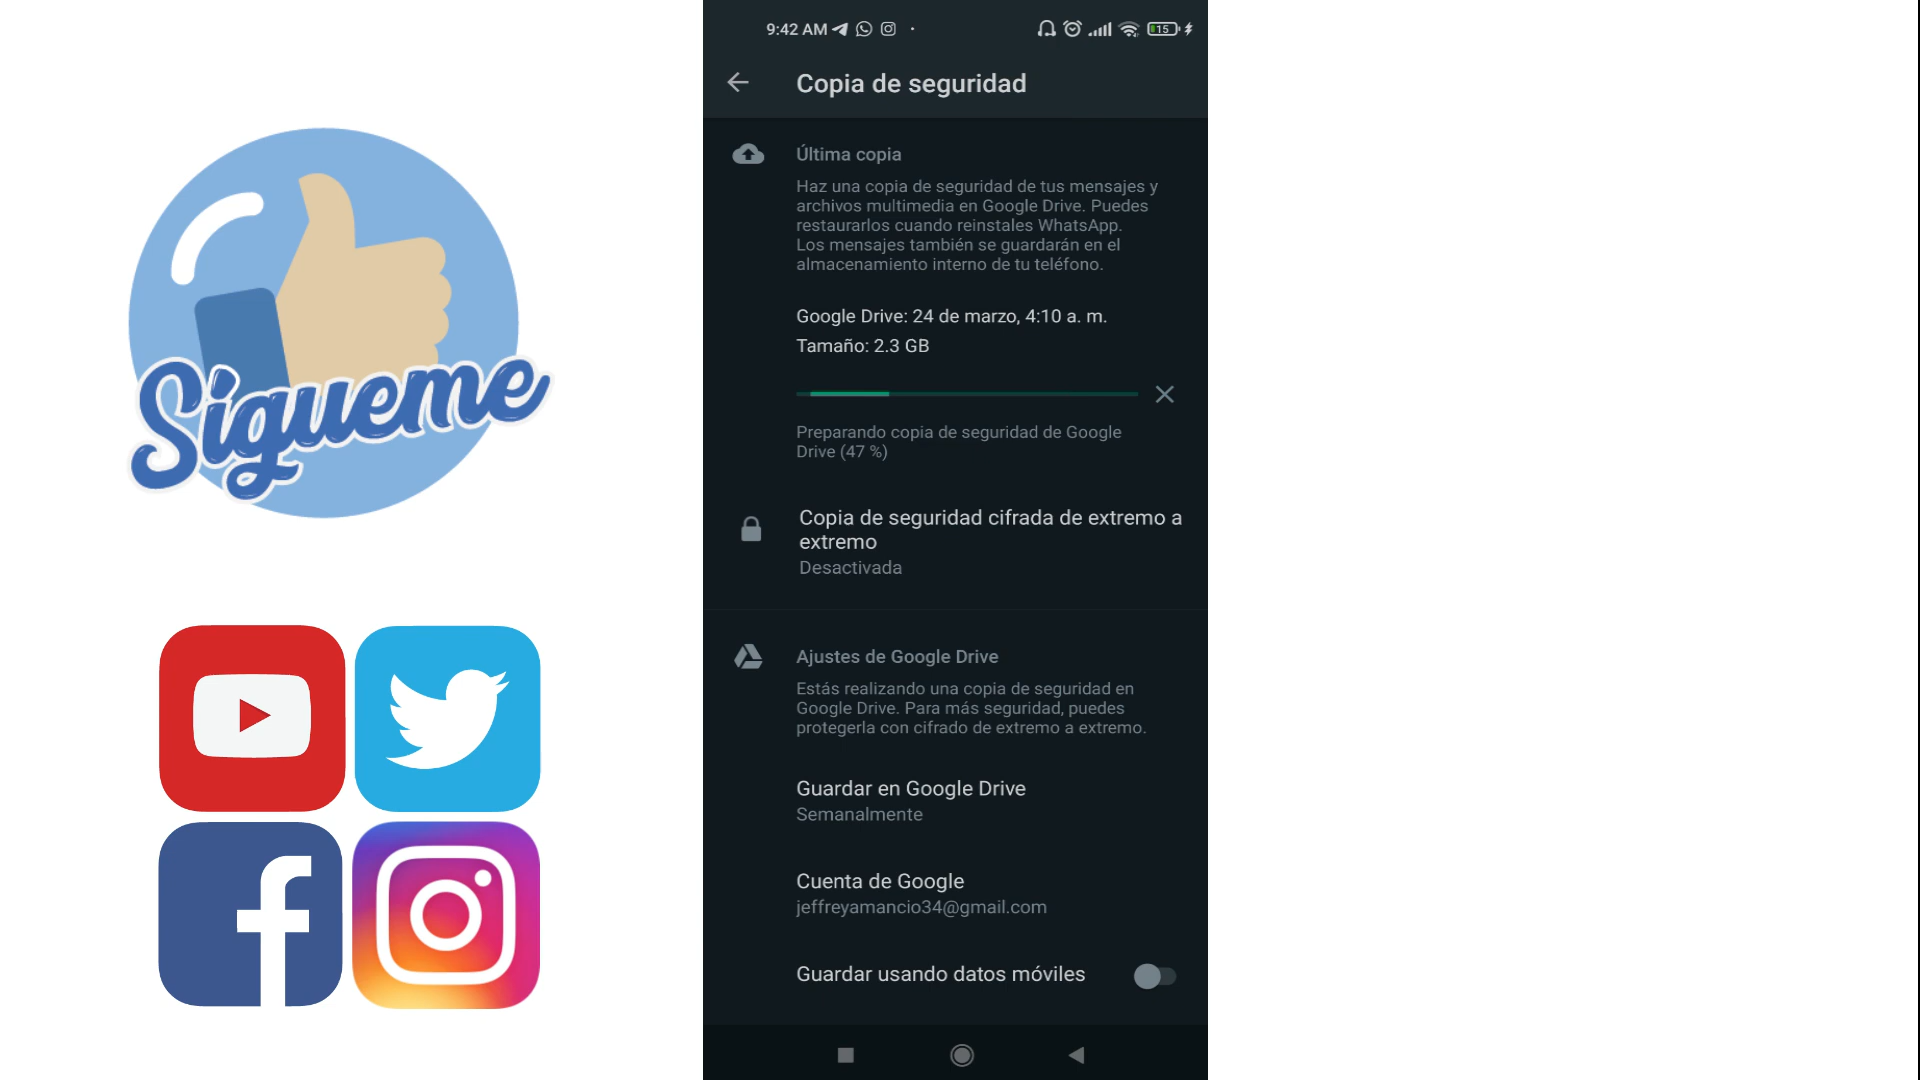 Sígueme
9:42 AM
15
Copia de seguridad
Última copia
Haz una copia de seguridad de tus mensajes y
archivos multimedia en Google Drive. Puedes
restaurarlos cuando reinstales WhatsApp.
Los mensajes también se guardarán en el
almacenamiento interno de tu teléfono.
Google Drive: 24 de marzo, 4:10 a. m.
Tamaño: 2.3 GB
Preparando copia de seguridad de Google
Drive (47 %)
Copia de seguridad cifrada de extremo a
extremo
Desactivada
Ajustes de Google Drive
Estás realizando una copia de seguridad en
Google Drive. Para más seguridad, puedes
protegerla con cifrado de extremo a extremo.
Guardar en Google Drive
Semanalmente
Cuenta de Google
jeffreyamancio34@gmail.com
Guardar usando datos móviles